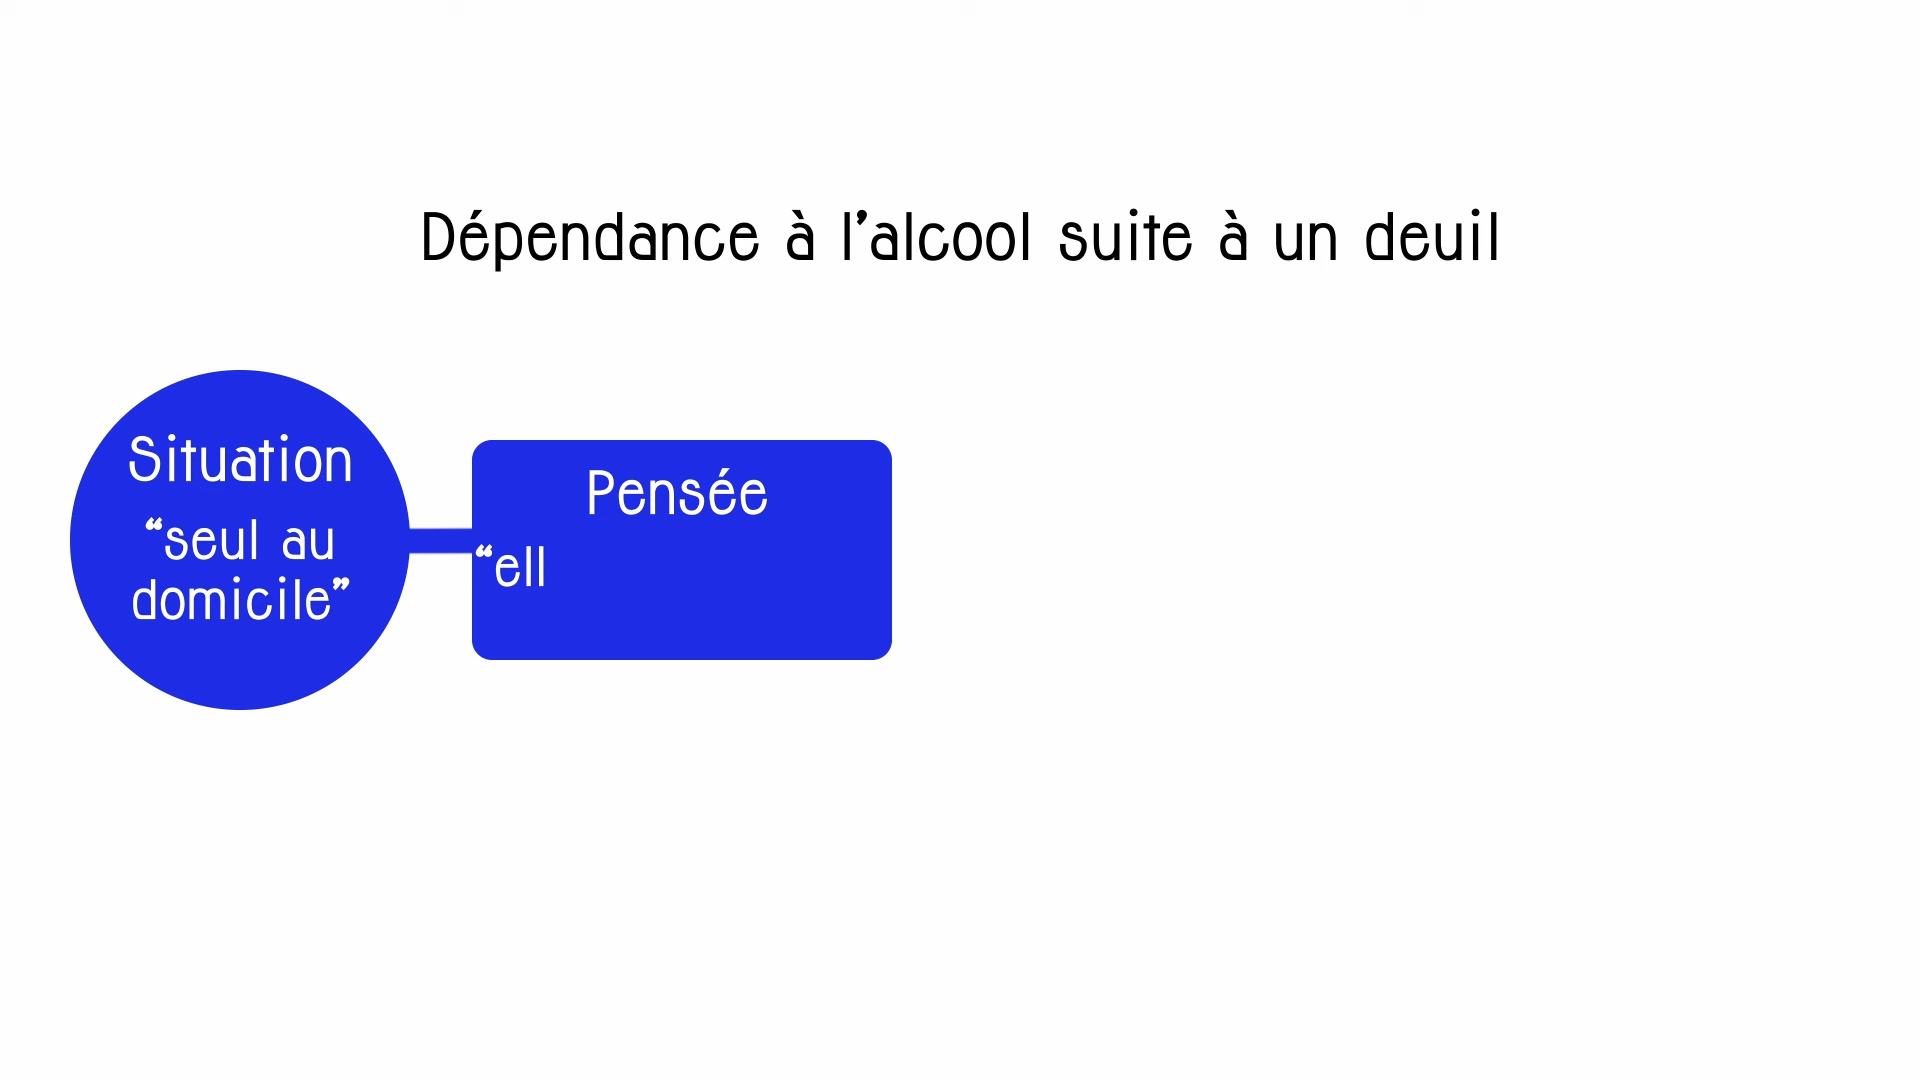 Dépendance à l’alcool suite à un deuil
Situation
“seul au
domicile”
Pensée
“ell